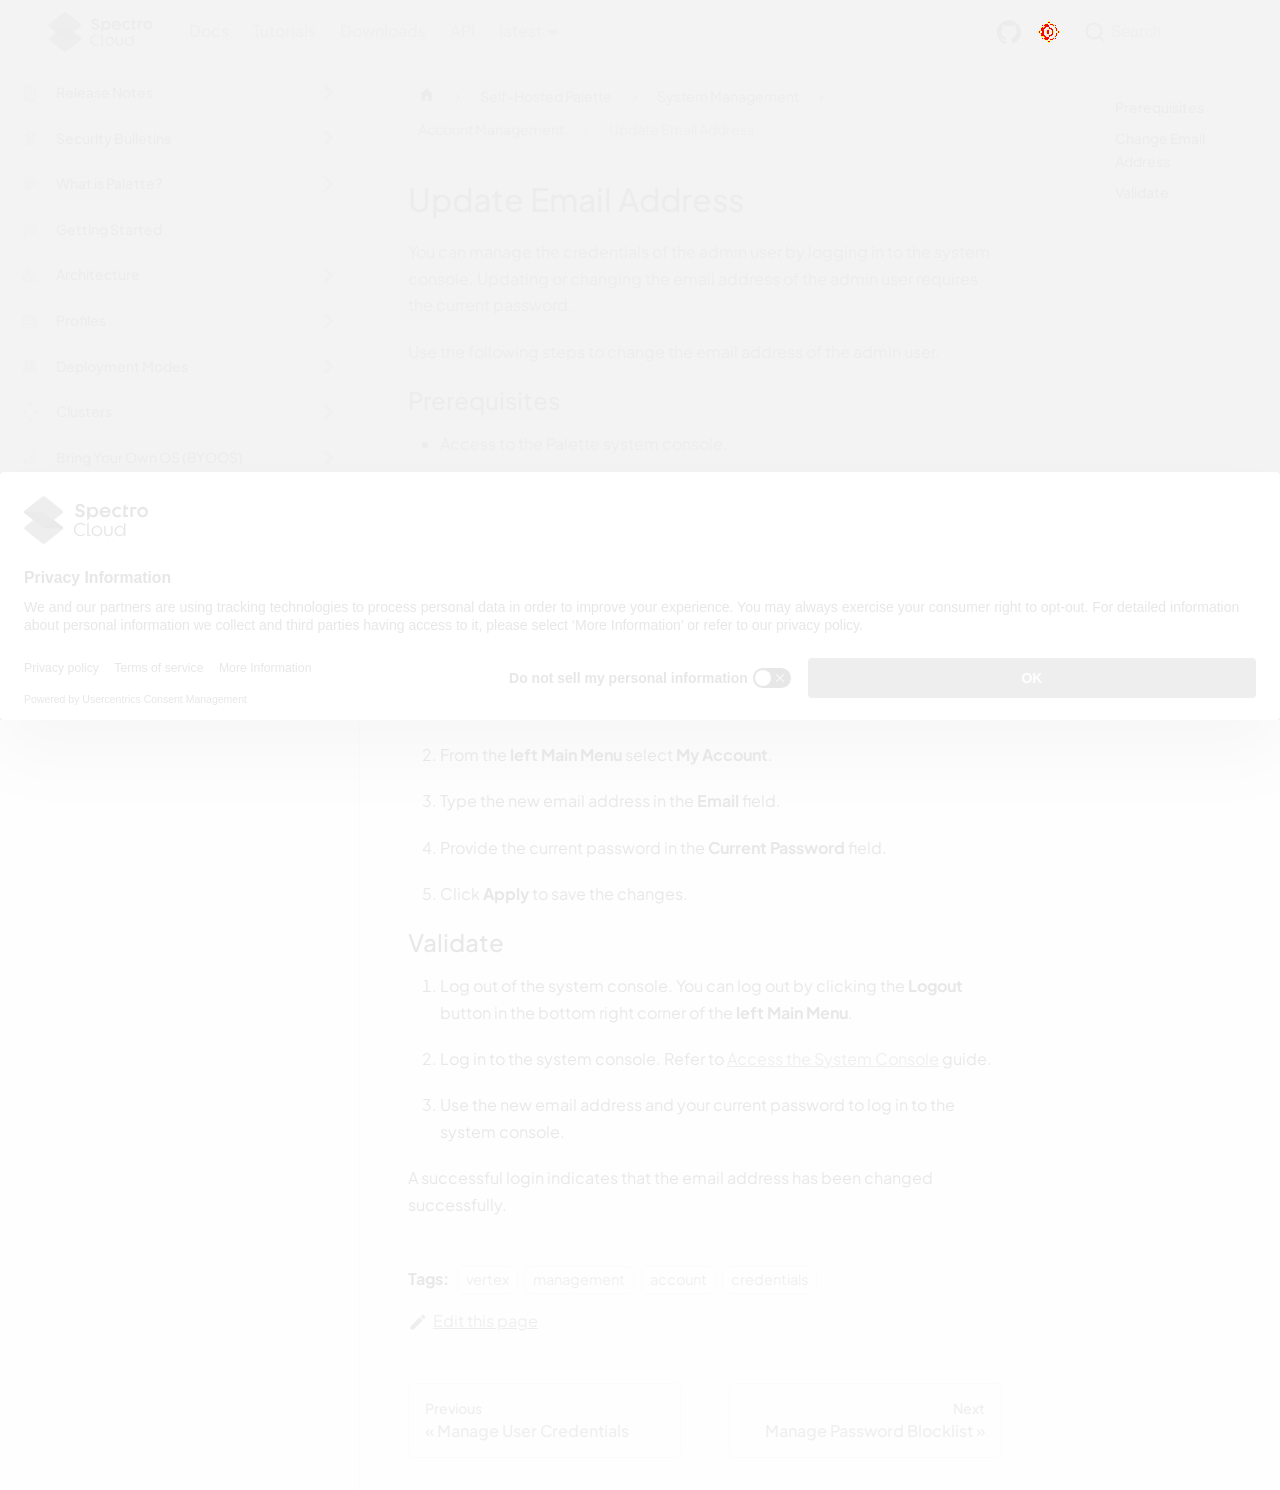 Spectro
Cloud
Docs Tutorials Downloads API latest
Search
Release Notes
Security Bulletins
What is Palette?
Getting Started
Architecture
Profiles
Deployment Modes
Clusters
Bring Your Own OS (BYOOS)
Self-Hosted Palette
System Management
Account Management
Update Email Address
Update Email Address
You can manage the credentials of the admin user by logging in to the system
console. Updating or changing the email address of the admin user requires
the current password.
Use the following steps to change the email address of the admin user.
Prerequisites
Access to the Palette system console.
Prerequisites
Change Email
Address
Validate
Spectro
Cloud
Privacy Information
We and our partners are using tracking technologies to process personal data in order to improve your experience. You may always exercise your consumer right to opt-out. For detailed information
about personal information we collect and third parties having access to it, please select ‘More Information’ or refer to our privacy policy.
Privacy policy Terms of service More Information
Powered by Usercentrics Consent Management
Do not sell my personal information
OK
2. From the left Main Menu select My Account.
3. Type the new email address in the Email field.
4. Provide the current password in the Current Password field.
5. Click Apply to save the changes.
Validate
1. Log out of the system console. You can log out by clicking the Logout
button in the bottom right corner of the left Main Menu.
2. Log in to the system console. Refer to Access the System Console guide.
3. Use the new email address and your current password to log in to the
system console.
A successful login indicates that the email address has been changed
successfully.
Tags: vertex management account credentials
Edit this page
Previous
« Manage User Credentials
Next
Manage Password Blocklist »